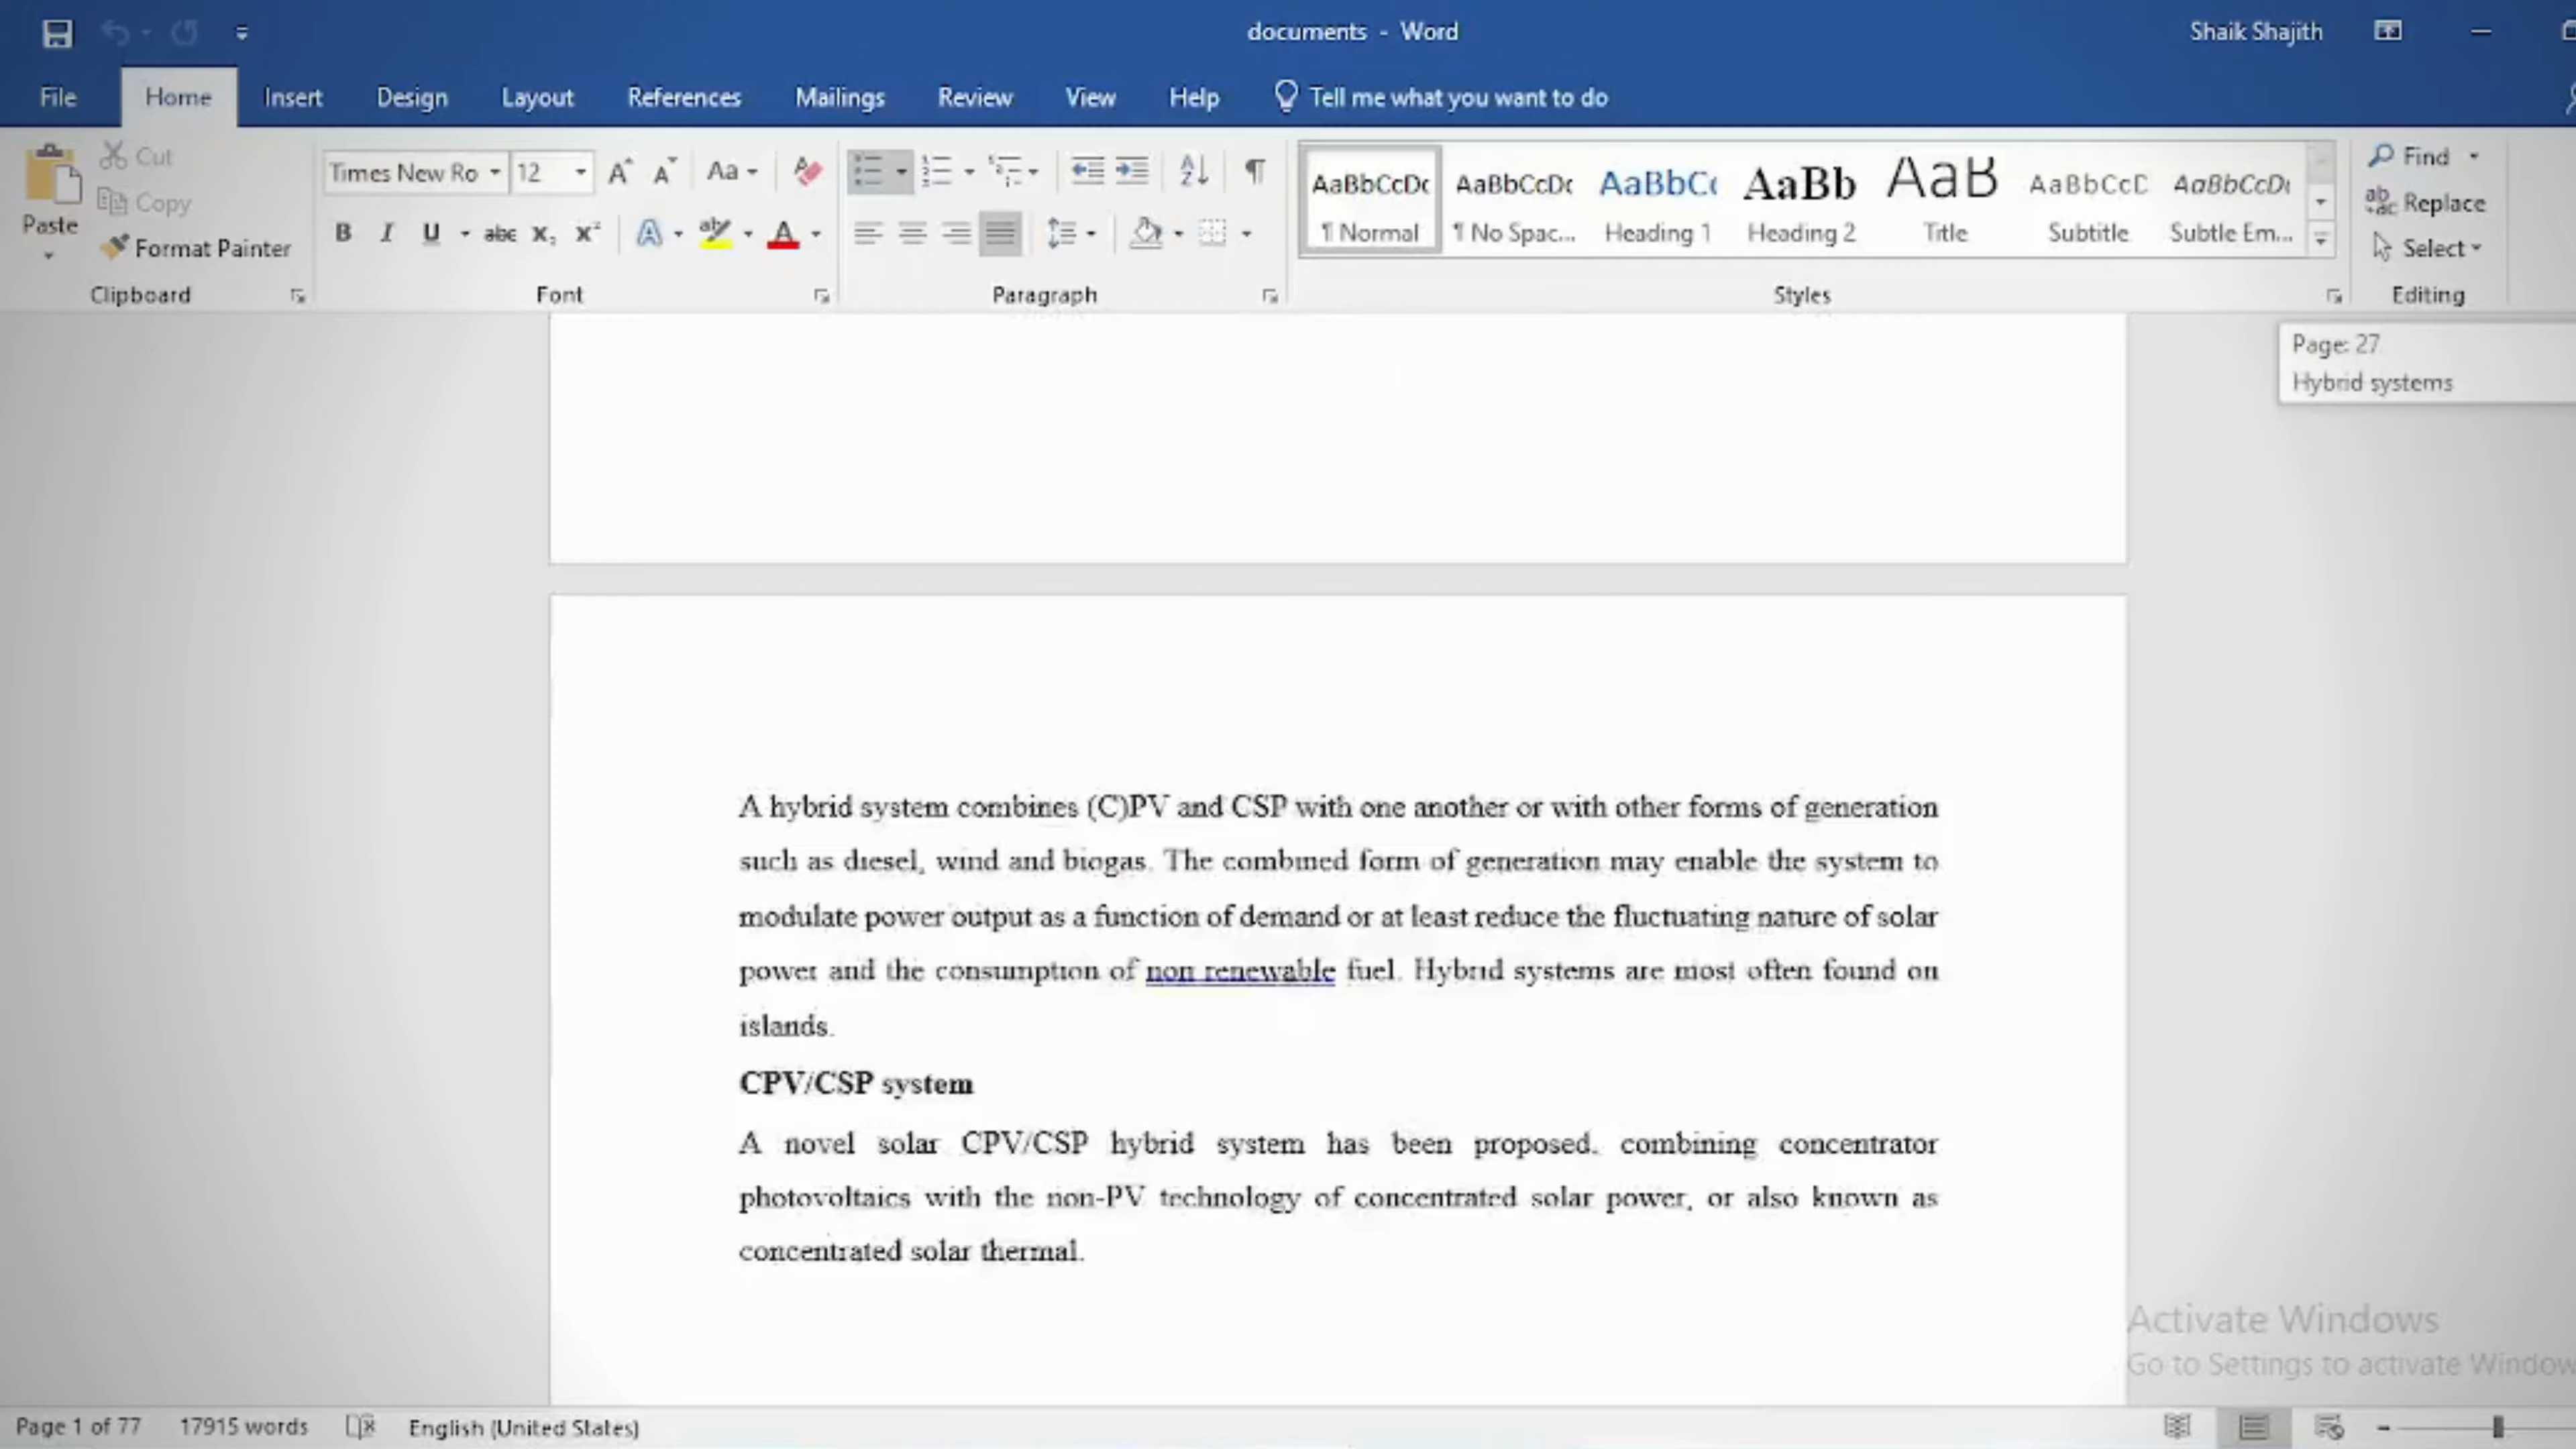 documents - Word
Shaik Shajith
File Home Insert Design Layout References Mailings Review View Help Tell me what you want to do
Cut
Copy
Paste
Format Painter
Clipboard
Times New Ro 12
Font
Paragraph
AaBbCcDc AaBbCcDc AaBbCc AaBb AaB AaBbCcD AaBbCcDc
¶ Normal ¶ No Spac... Heading 1 Heading 2 Title Subtitle Subtle Em...
Styles
Find
Replace
Select
Editing
Page: 27
Hybrid systems
A hybrid system combines (C)PV and CSP with one another or with other forms of generation
such as diesel, wind and biogas. The combined form of generation may enable the system to
modulate power output as a function of demand or at least reduce the fluctuating nature of solar
power and the consumption of non renewable fuel. Hybrid systems are most often found on
islands.
CPV/CSP system
A novel solar CPV/CSP hybrid system has been proposed, combining concentrator
photovoltaics with the non-PV technology of concentrated solar power, or also known as
concentrated solar thermal.
Activate Windows
Go to Settings to activate Window
Page 1 of 77 17915 words English (United States)